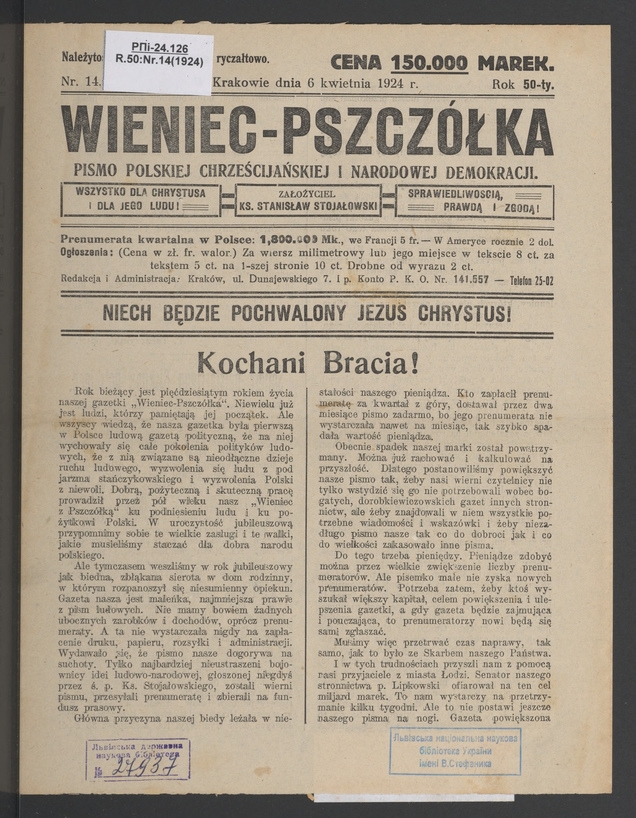 РПі-24.126
R.50:Nr.14(1924)
Należyto
ryczałtowo.
CENA 150.000 MAREK.
Nr. 14.
Krakowie dnia 6 kwietnia 1924 r.
Rok 50-ty.
WIENIEC-PSZCZÓŁKA
PISMO POLSKIEJ CHRZEŚCIJAŃSKIEJ I NARODOWEJ DEMOKRACJI.
WSZYSTKO DLA CHRYSTUSA
I DLA JEGO LUDU!
ZAŁOŻYCIEL
KS. STANISŁAW STOJAŁOWSKI
SPRAWIEDLIWOŚCIĄ,
PRAWDĄ I ZGODĄ!
Prenumerata kwartalna w Polsce: 1,800.000 Mk., we Francji 5 fr. — W Ameryce rocznie 2 dol.
Ogłoszenia: (Cena w zł. fr. walor.) Za wiersz milimetrowy lub jego miejsce w tekscie 8 ct. za
tekstem 5 ct. na 1-szej stronie 10 ct. Drobne od wyrazu 2 ct.
Redakcja i Administracja: Kraków, ul. Dunajewskiego 7. I p. Konto P. K. O. Nr. 141.557 — Telefon 25-02
NIECH BĘDZIE POCHWALONY JEZUS CHRYSTUS!
Kochani Bracia!
Rok bieżący jest pięćdziesiątym rokiem życia
naszej gazetki „Wieniec-Pszczółka". Niewielu już
jest ludzi, którzy pamiętają jej początek. Ale
wszyscy wiedzą, że nasza gazetka była pierwszą
w Polsce ludową gazetą polityczną, że na niej
wychowały się całe pokolenia polityków ludo-
wych, że z nią związane są nieodłączne dzieje
ruchu ludowego, wyzwolenia się ludu z pod
jarzma stańczykowskiego i wyzwolenia Polski
z niewoli. Dobrą, pożyteczną i skuteczną pracę
prowadził przez pół wieku nasz „Wieniec
z Pszczółką" ku podniesieniu ludu i ku po-
żytkowi Polski. W uroczystość jubileuszową
przypomnimy sobie te wielkie zasługi i te walki,
jakie musieliśmy staczać dla dobra narodu
polskiego.
Ale tymczasem weszliśmy w rok jubileuszowy
jak biedna, zbłąkana sierota w dom rodzinny,
w którym rozpanoszył się niesumienny opiekun.
Gazeta nasza jest maleńka, najmniejsza prawie
z pism ludowych. Nie mamy bowiem żadnych
ubocznych zarobków i dochodów, oprócz prenu-
meraty. A ta nie wystarczała nigdy na zapła-
cenie druku, papieru, rozsyłki i administracji.
Wydawało się, że pismo nasze dogorywa na
suchoty. Tylko najbardziej nieustraszeni bojo-
wnicy idei ludowo-narodowej, głoszonej niegdyś
przez ś. p. Ks. Stojałowskiego, zostali wierni
pismu, przesyłali prenumeratę i zbierali na fun-
dusz prasowy.
Główna przyczyna naszej biedy leżała w nie-
stałości naszego pieniądza. Kto zapłacił prenu-
meratę za kwartał z góry, dostawał przez dwa
miesiące pismo zadarmo, bo jego prenumerata nie
wystarczała nawet na miesiąc, tak szybko spa-
dała wartość pieniądza.
Obecnie spadek naszej marki został powstrzy-
many. Można już rachować i kalkulować na
przyszłość. Dlatego postanowiliśmy powiększyć
nasze pismo tak, żeby nasi wierni czytelnicy nie
tylko wstydzić się go nie potrzebowali wobec bo-
gatych, dorobkiewiczowskich gazet innych stron-
nictw, ale żeby znajdowali w niem wszystkie po-
trzebne wiadomości i wskazówki i żeby nieza-
długo pismo nasze tak co do dobroci jak i co
do wielkości zakasowało inne pisma.
Do tego trzeba pieniędzy. Pieniądze zdobyć
można przez wielkie zwiększenie liczby prenu-
meratorów. Ale pisemko małe nie zyska nowych
prenumeratów. Potrzeba zatem, żeby ktoś wy-
szukał większy kapitał, celem powiększenia i ule-
pszenia gazetki, a gdy gazeta będzie zajmująca
i pouczająca, to prenumeratorzy nowi będą się
sami zgłaszać.
Musimy więc przetrwać czas naprawy, tak
samo, jak to było ze Skarbem naszego Państwa.
I w tych trudnościach przyszli nam z pomocą
nasi przyjaciele z miasta Łodzi. Senator naszego
stronnictwa p. Lipkowski ofiarował na ten cel
miljard marek. To nam wystarczy na przetrzy-
manie kilku tygodni. Ale to nie postawi jeszcze
naszego pisma na nogi. Gazeta powiększona
Львівська державна
наукова бібліотека
№ 27937
Львівська національна наукова
бібліотека України
імені В.Стефаника